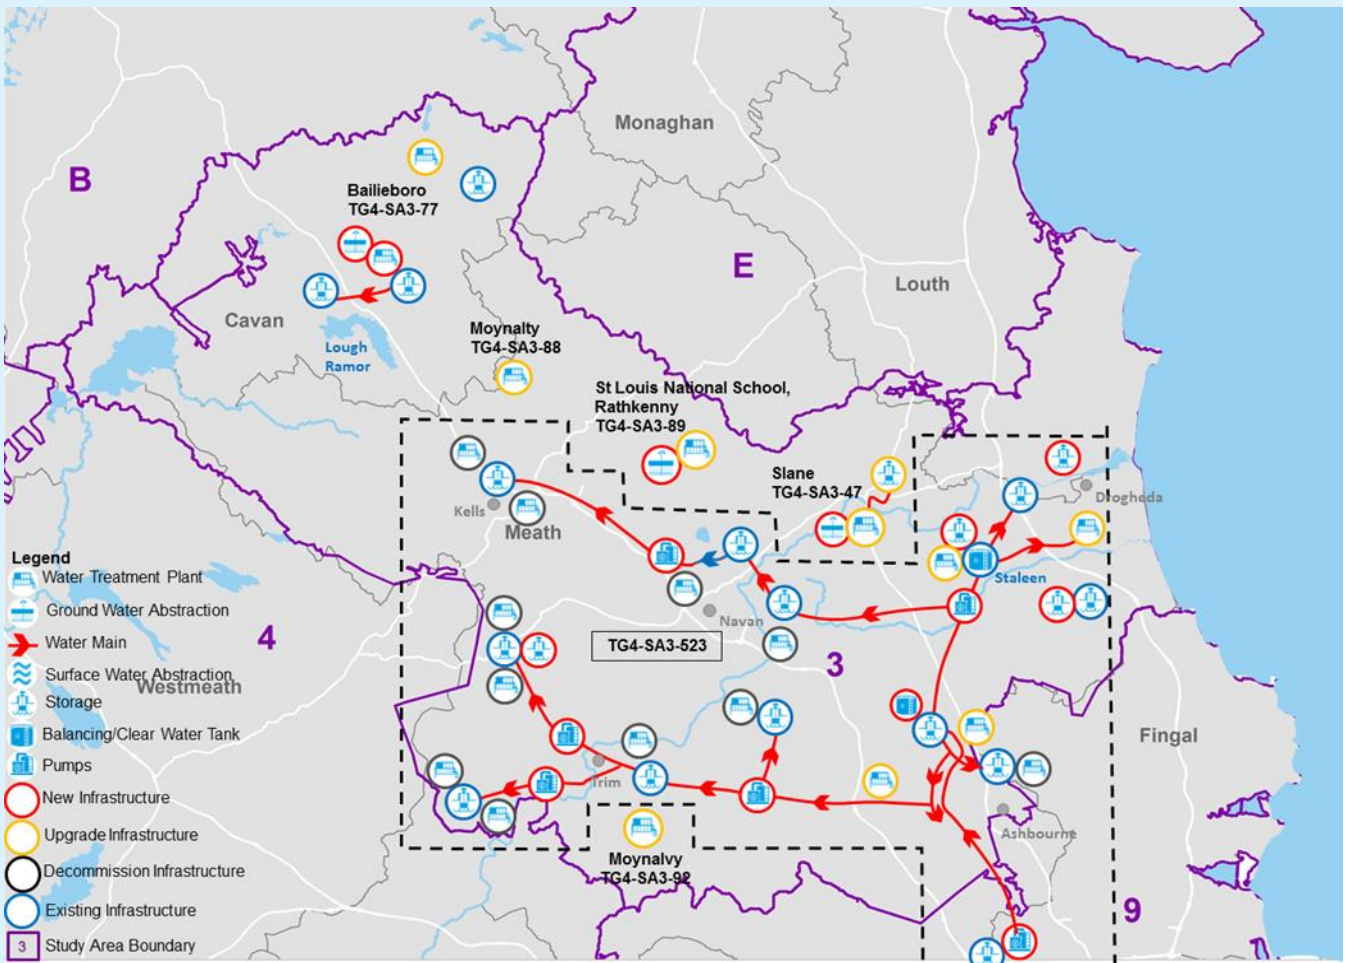 Monaghan
B
Bailieboro
TG4-SA3-77
E
Louth
Cavan
Lough
Ramor
Moynalty
TG4-SA3-88
St Louis National School,
Rathkenny
TG4-SA3-89
Slane
TG4-SA3-47
Drogheda
Kells
Meath
Staleen
Navan
TG4-SA3-523
3
4
Westmeath
Fingal
Trim
Ashbourne
Moynalvy
TG4-SA3-92
9
Legend
Water Treatment Plant
Ground Water Abstraction
Water Main
Surface Water Abstraction
Storage
Balancing/Clear Water Tank
Pumps
New Infrastructure
Upgrade Infrastructure
Decommission Infrastructure
Existing Infrastructure
3 Study Area Boundary